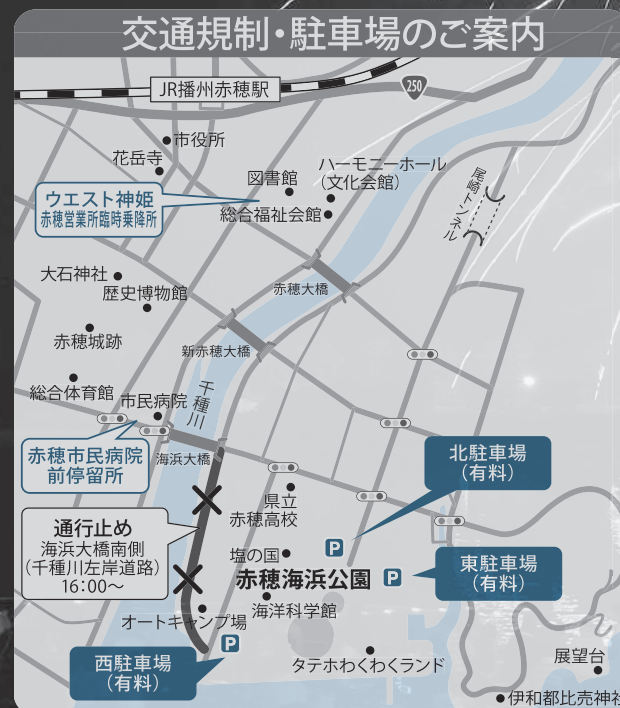 交通規制・駐車場のご案内
JR播州赤穂駅
250
市役所
花岳寺
図書館
ハーモニーホール
(文化会館)
尾崎トンネル
ウエスト神姫
赤穂営業所臨時乗降所
総合福祉会館
大石神社
歴史博物館
赤穂大橋
赤穂城跡
新赤穂大橋
総合体育館
市民病院
千種川
赤穂市民病院
前停留所
海浜大橋
北駐車場
(有料)
県立
赤穂高校
通行止め
海浜大橋南側
(千種川左岸道路)
16:00〜
塩の国
P
赤穂海浜公園
P
東駐車場
(有料)
海洋科学館
オートキャンプ場
P
西駐車場
(有料)
タテホわくわくランド
展望台
伊和都比売神社